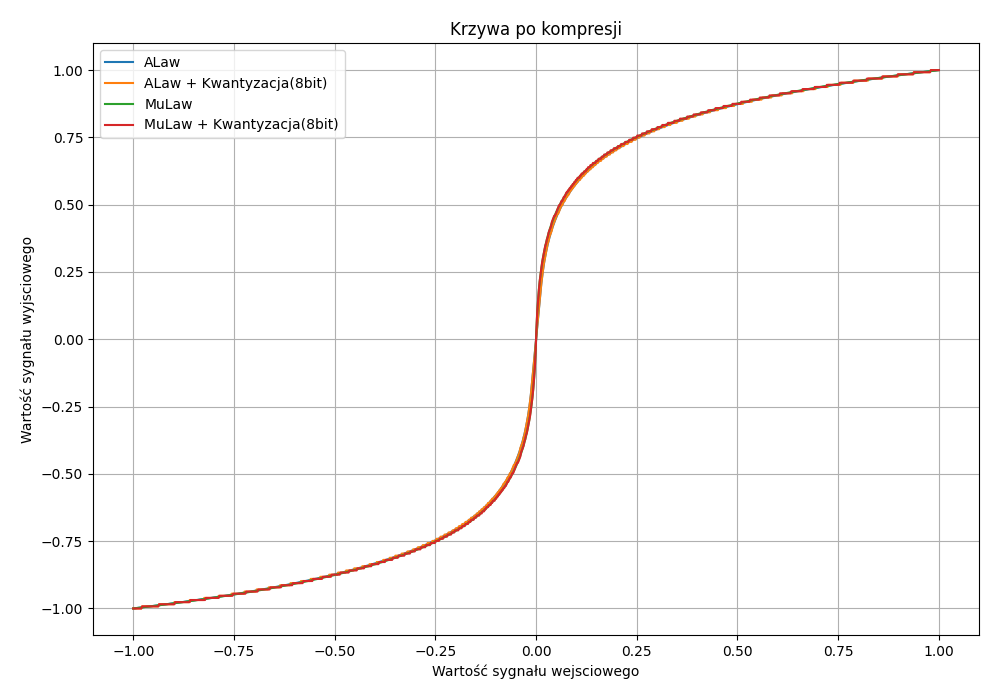 Krzywa po kompresji
ALaw
ALaw + Kwantyzacja(8bit)
MuLaw
MuLaw + Kwantyzacja(8bit)
Wartość sygnału wyjsciowego
1.00
0.75
0.50
0.25
0.00
−0.25
−0.50
−0.75
−1.00
−1.00 −0.75 −0.50 −0.25 0.00 0.25 0.50 0.75 1.00
Wartość sygnału wejsciowego